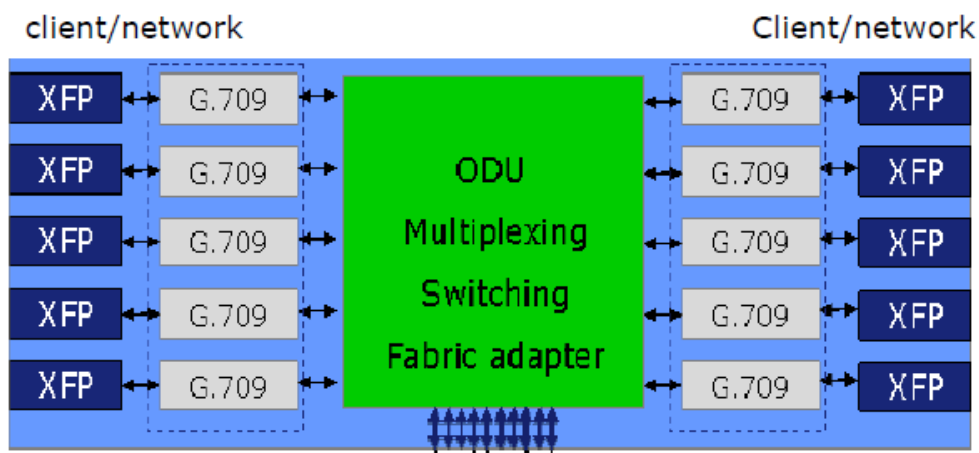 client/network Client/network
XFP G.709 G.709 XFP
XFP G.709 ODU G.709 XFP
XFP G.709 Multiplexing G.709 XFP
XFP G.709 Switching G.709 XFP
XFP G.709 Fabric adapter G.709 XFP